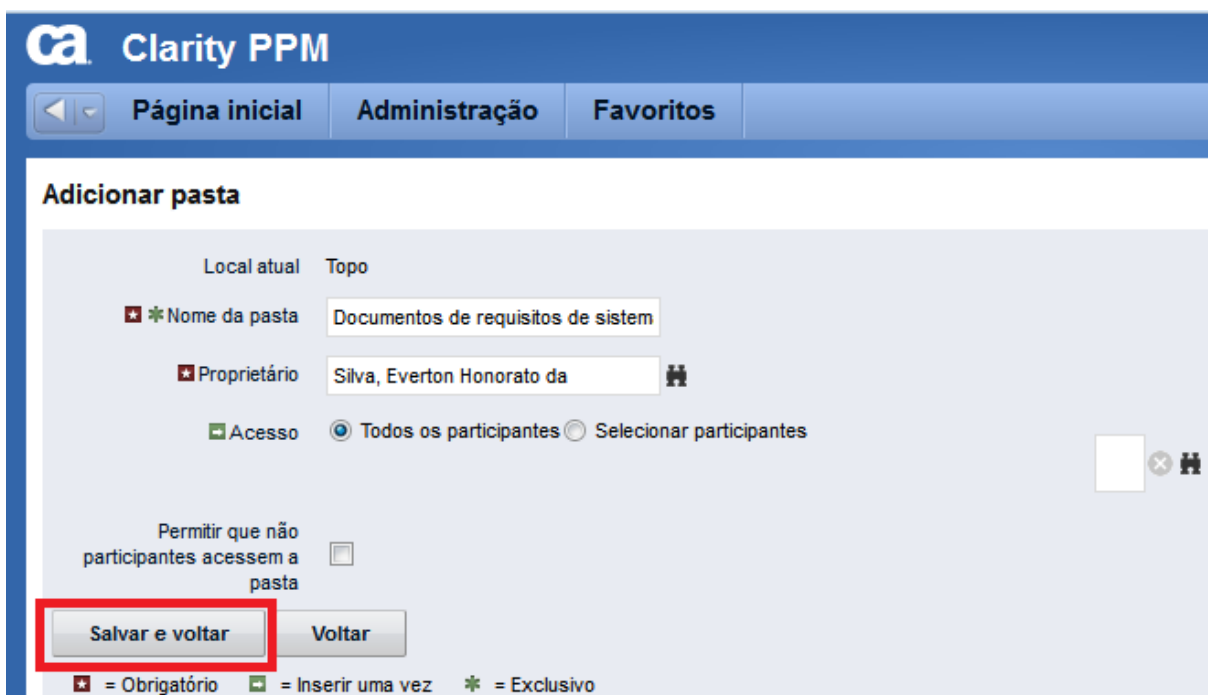 ca Clarity PPM
Página inicial Administração Favoritos
Adicionar pasta
Local atual Topo
Nome da pasta Documentos de requisitos de sistem
Proprietário Silva, Everton Honorato da
Acesso Todos os participantes Selecionar participantes
Permitir que não
participantes acessem a
pasta
Salvar e voltar Voltar
= Obrigatório = Inserir uma vez = Exclusivo